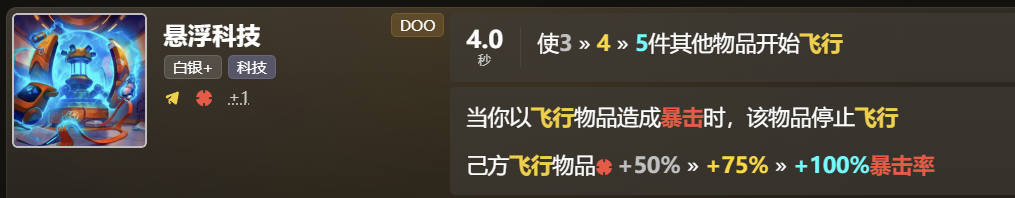 悬浮科技
DOO
白银+
科技
+1
4.0
秒
使3 » 4 » 5件其他物品开始飞行
当你以飞行物品造成暴击时，该物品停止飞行
己方飞行物品 +50% » +75% » +100%暴击率